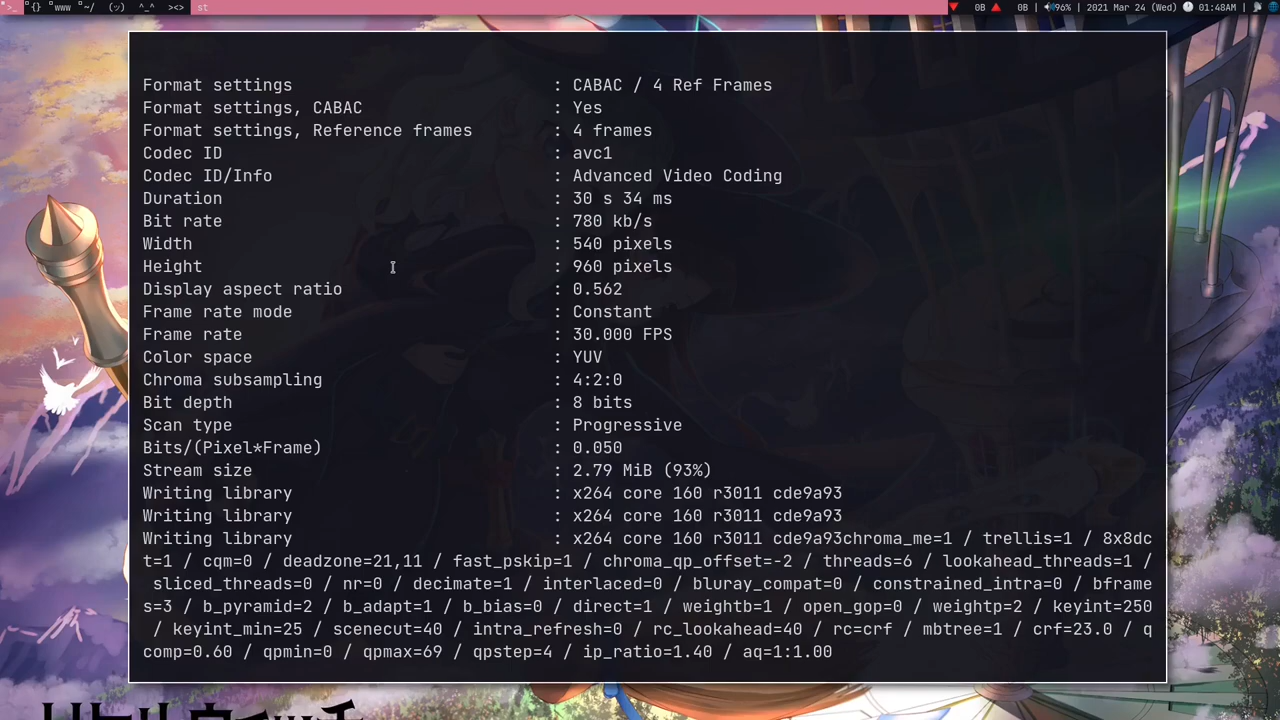 >_ "{} "www "~/ (ッ) ^_^ ><> st 0B 0B | 96% | 2021 Mar 24 (Wed) 01:48AM |
Format settings : CABAC / 4 Ref Frames
Format settings, CABAC : Yes
Format settings, Reference frames : 4 frames
Codec ID : avc1
Codec ID/Info : Advanced Video Coding
Duration : 30 s 34 ms
Bit rate : 780 kb/s
Width : 540 pixels
Height : 960 pixels
Display aspect ratio : 0.562
Frame rate mode : Constant
Frame rate : 30.000 FPS
Color space : YUV
Chroma subsampling : 4:2:0
Bit depth : 8 bits
Scan type : Progressive
Bits/(Pixel*Frame) : 0.050
Stream size : 2.79 MiB (93%)
Writing library : x264 core 160 r3011 cde9a93
Writing library : x264 core 160 r3011 cde9a93
Writing library : x264 core 160 r3011 cde9a93chroma_me=1 / trellis=1 / 8x8dc
t=1 / cqm=0 / deadzone=21,11 / fast_pskip=1 / chroma_qp_offset=-2 / threads=6 / lookahead_threads=1 /
sliced_threads=0 / nr=0 / decimate=1 / interlaced=0 / bluray_compat=0 / constrained_intra=0 / bframe
s=3 / b_pyramid=2 / b_adapt=1 / b_bias=0 / direct=1 / weightb=1 / open_gop=0 / weightp=2 / keyint=250
/ keyint_min=25 / scenecut=40 / intra_refresh=0 / rc_lookahead=40 / rc=crf / mbtree=1 / crf=23.0 / q
comp=0.60 / qpmin=0 / qpmax=69 / qpstep=4 / ip_ratio=1.40 / aq=1:1.00